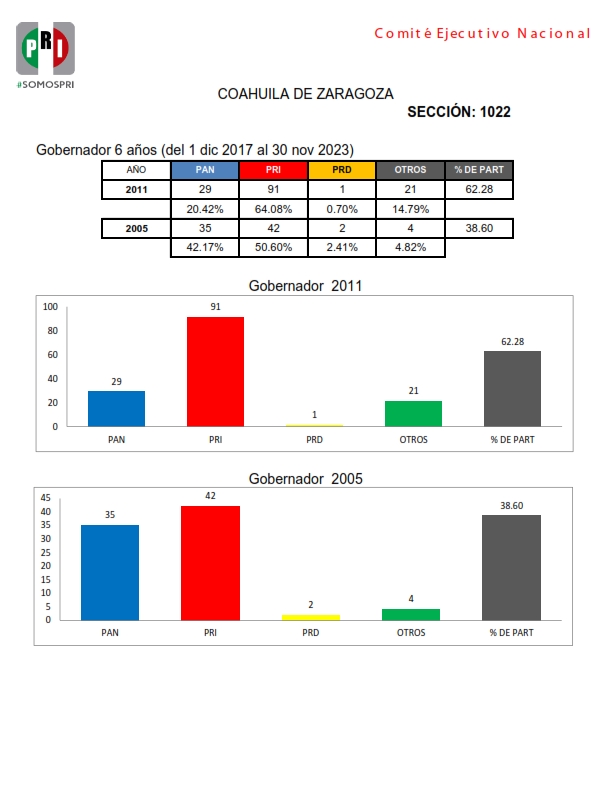 Comité Ejecutivo Nacional
PRI
#SOMOSPRI
COAHUILA DE ZARAGOZA
SECCIÓN: 1022
Gobernador 6 años (del 1 dic 2017 al 30 nov 2023)
AÑO PAN PRI PRD OTROS % DE PART
2011 29 91 1 21 62.28
20.42% 64.08% 0.70% 14.79%
2005 35 42 2 4 38.60
42.17% 50.60% 2.41% 4.82%
Gobernador 2011
100
80
60
40
20
0
29
91
1
21
62.28
PAN PRI PRD OTROS % DE PART
Gobernador 2005
45
40
35
30
25
20
15
10
5
0
35
42
2
4
38.60
PAN PRI PRD OTROS % DE PART